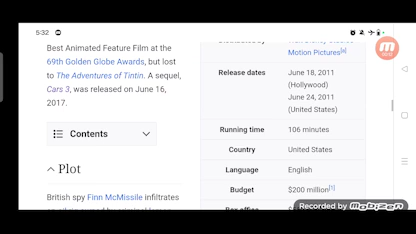 5:32
Best Animated Feature Film at the
69th Golden Globe Awards, but lost
to The Adventures of Tintin. A sequel,
Cars 3, was released on June 16,
2017.
Contents
Plot
British spy Finn McMissile infiltrates
Motion Pictures[a]
Release dates
June 18, 2011
(Hollywood)
June 24, 2011
(United States)
Running time
106 minutes
Country
United States
Language
English
Budget
$200 million[1]
Recorded by
mobizen